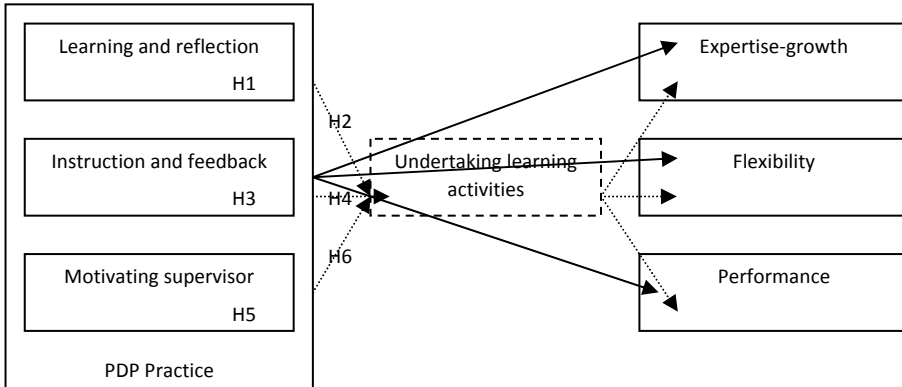 Learning and reflection
H1
Instruction and feedback
H3
Motivating supervisor
H5
PDP Practice
H2
H4
H6
Undertaking learning
activities
Expertise-growth
Flexibility
Performance